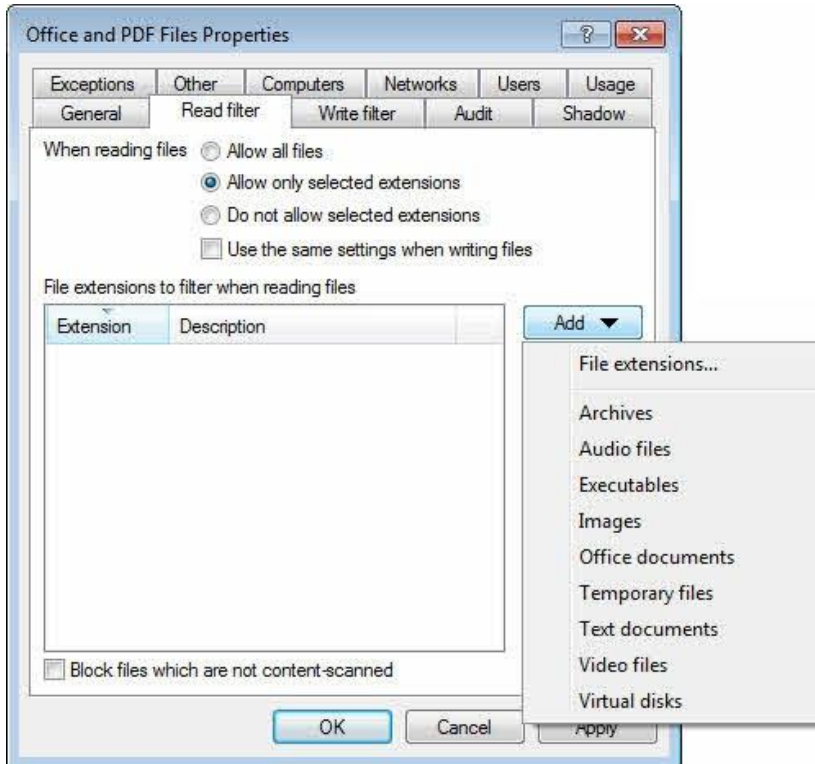 Office and PDF Files Properties
Exceptions Other Computers Networks Users Usage
General Read filter Write filter Audit Shadow
When reading files Allow all files
Allow only selected extensions
Do not allow selected extensions
Use the same settings when writing files
File extensions to filter when reading files
Extension Description
Add
File extensions...
Archives
Audio files
Executables
Images
Office documents
Temporary files
Text documents
Video files
Virtual disks
Block files which are not content-scanned
OK Cancel Apply